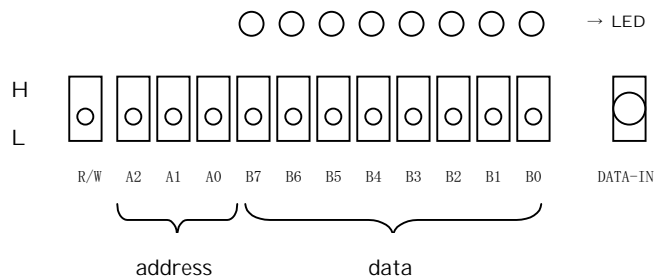 → LED
H
L
R/W A2 A1 A0 B7 B6 B5 B4 B3 B2 B1 B0 DATA-IN
address data